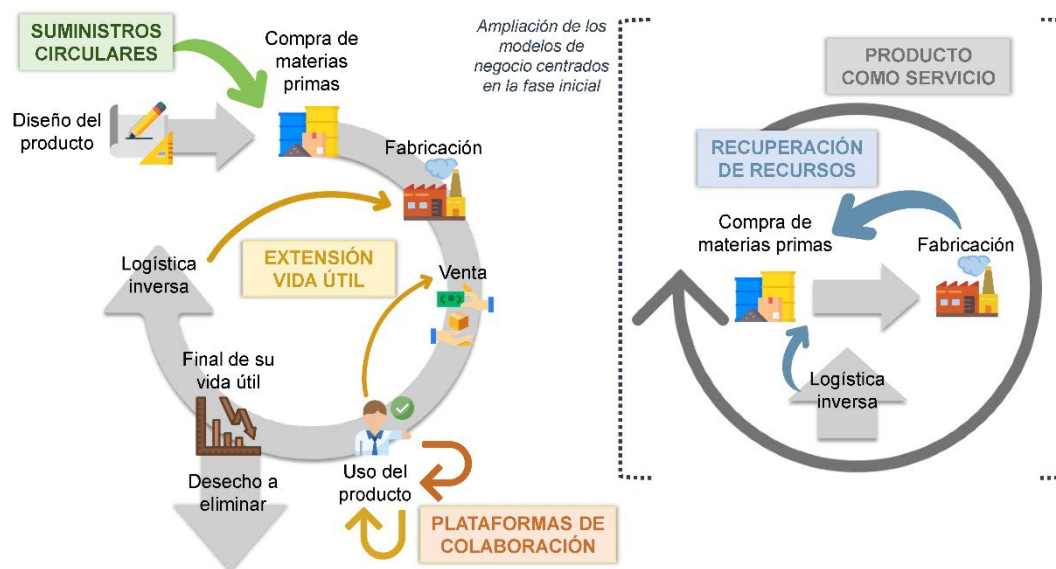 SUMINISTROS
CIRCULARES
Compra de
materias
primas
Diseño del
producto
Fabricación
EXTENSIÓN
VIDA ÚTIL
Logística
inversa
Venta
Final de su
vida útil
Desecho a
eliminar
Uso del
producto
PLATAFORMAS DE
COLABORACIÓN
Ampliación de los
modelos de
negocio centrados
en la fase inicial
PRODUCTO
COMO SERVICIO
RECUPERACIÓN
DE RECURSOS
Compra de
materias primas
Fabricación
Logística
inversa